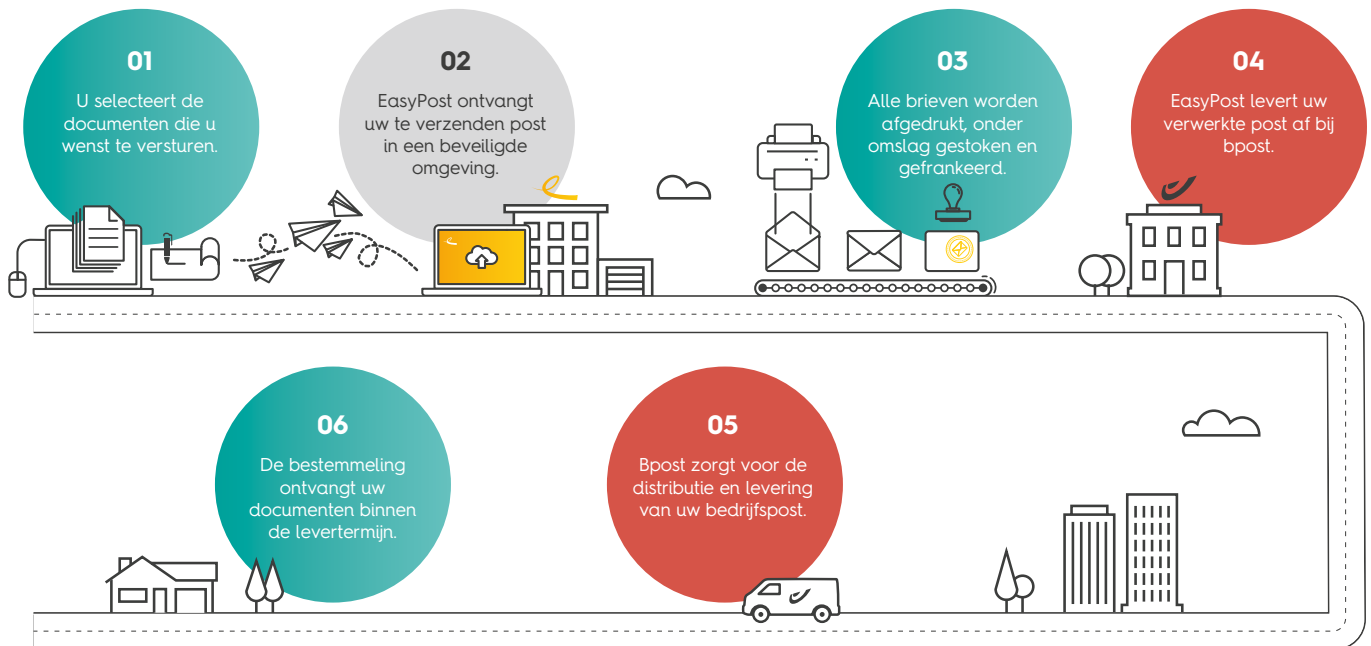 01
U selecteert de
documenten die u
wenst te versturen.
02
EasyPost ontvangt
uw te verzenden post
in een beveiligde
omgeving.
03
Alle brieven worden
afgedrukt, onder
omslag gestoken en
gefrankeerd.
04
EasyPost levert uw
verwerkte post af bij
bpost.
05
Bpost zorgt voor de
distributie en levering
van uw bedrijfspost.
06
De bestemmeling
ontvangt uw
documenten binnen
de levertermijn.